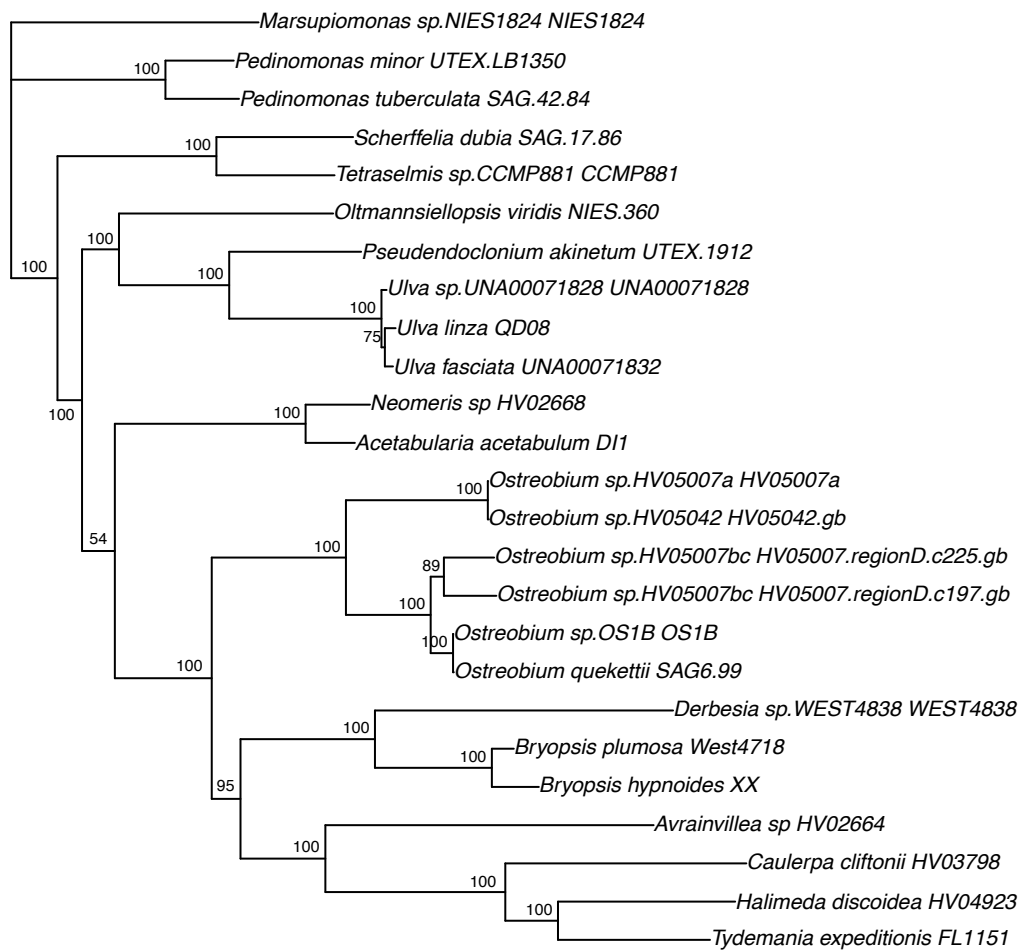 Marsupiomonas sp.NIES1824 NIES1824
100
Pedinomonas minor UTEX.LB1350
Pedinomonas tuberculata SAG.42.84
100
Scherffelia dubia SAG.17.86
Tetraselmis sp.CCMP881 CCMP881
100
Oltmannsiellopsis viridis NIES.360
100
Pseudendoclonium akinetum UTEX.1912
100
100
Ulva sp.UNA00071828 UNA00071828
100
75
Ulva linza QD08
Ulva fasciata UNA00071832
100
Neomeris sp HV02668
100
Acetabularia acetabulum DI1
54
100
Ostreobium sp.HV05007a HV05007a
Ostreobium sp.HV05042 HV05042.gb
100
89
Ostreobium sp.HV05007bc HV05007.regionD.c225.gb
Ostreobium sp.HV05007bc HV05007.regionD.c197.gb
100
100
Ostreobium sp.OS1B OS1B
Ostreobium quekettii SAG6.99
100
Derbesia sp.WEST4838 WEST4838
100
Bryopsis plumosa West4718
Bryopsis hypnoides XX
95
Avrainvillea sp HV02664
100
Caulerpa cliftonii HV03798
100
Halimeda discoidea HV04923
100
Tydemania expeditionis FL1151